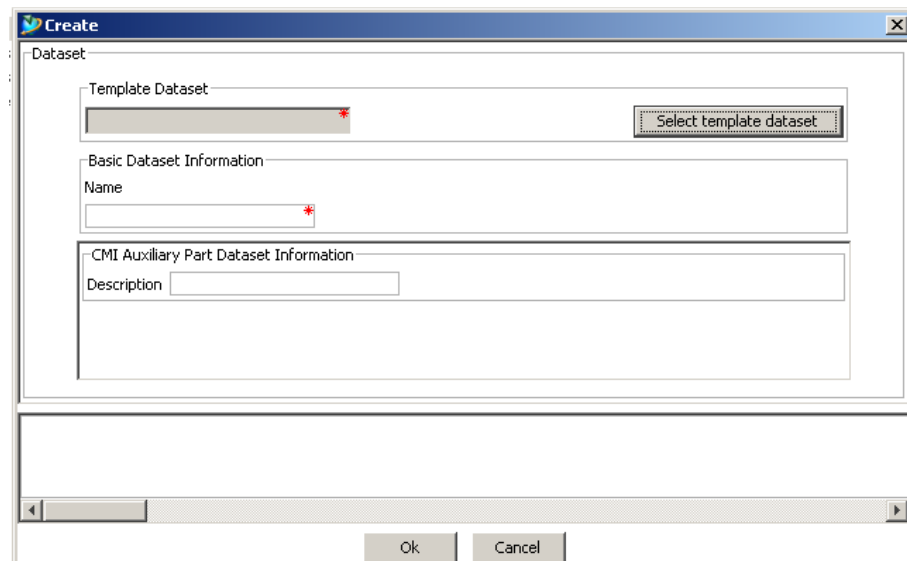 Create
Dataset
Template Dataset
*
Select template dataset
Basic Dataset Information
Name
*
CMI Auxiliary Part Dataset Information
Description
Ok
Cancel